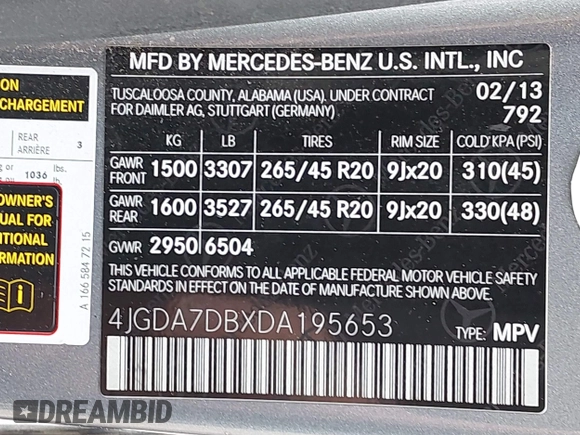 ON
CHARGEMENT
REAR 3
ARRIÈRE
1036 lbs.
lb.
OWNER'S
UAL FOR
ITIONAL
RMATION
A 166 584 72 15
MFD BY MERCEDES-BENZ U.S. INTL., INC
TUSCALOOSA COUNTY, ALABAMA (USA). UNDER CONTRACT 02/13
FOR DAIMLER AG, STUTTGART (GERMANY) 792
KG LB TIRES RIM SIZE COLD KPA (PSI)
GAWR FRONT 1500 3307 265/45 R20 9Jx20 310(45)
GAWR REAR 1600 3527 265/45 R20 9Jx20 330(48)
GVWR 2950 6504
THIS VEHICLE CONFORMS TO ALL APPLICABLE FEDERAL MOTOR VEHICLE SAFETY
STANDARDS IN EFFECT ON THE DATE OF MANUFACTURE SHOWN ABOVE.
4JGDA7DBXDA195653 TYPE: MPV
DREAMBID